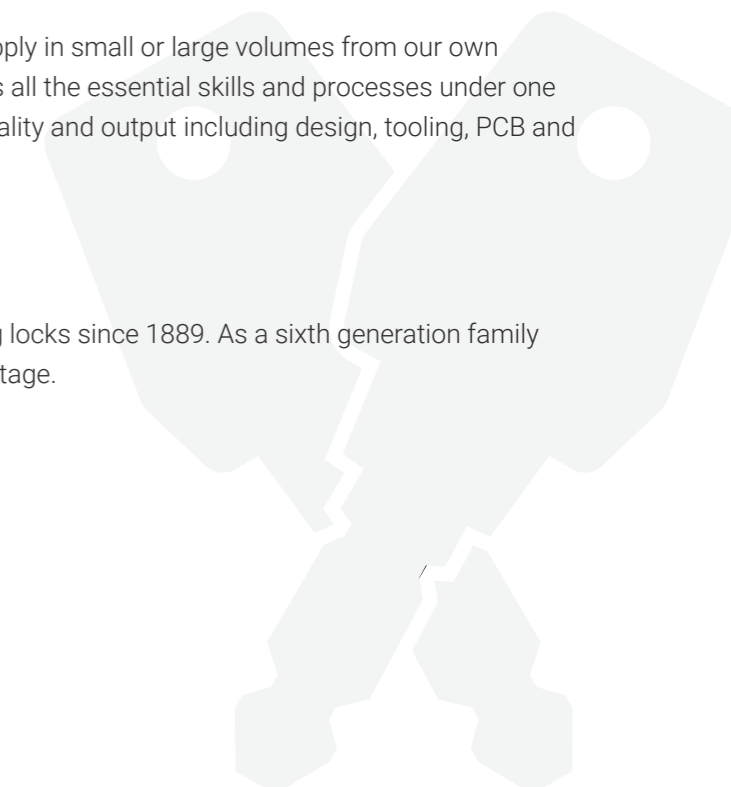 ply in small or large volumes from our own
all the essential skills and processes under one
ality and output including design, tooling, PCB and
locks since 1889. As a sixth generation family
tage.